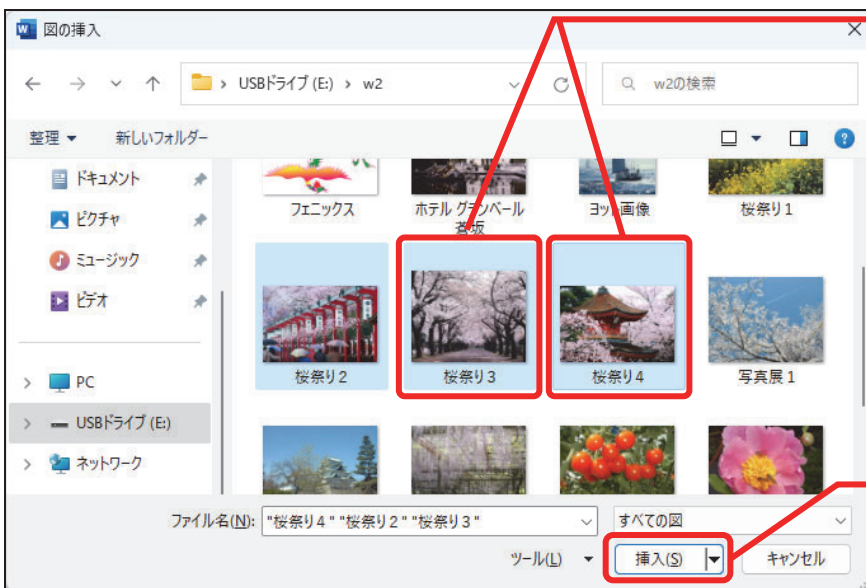 図の挿入
USBドライブ (E:) › w2
w2の検索
整理
新しいフォルダー
ドキュメント
ピクチャ
ミュージック
ビデオ
PC
USBドライブ (E:)
ネットワーク
フェニックス
ホテル グランベール
蒼坂
ヨット画像
桜祭り1
桜祭り2
桜祭り3
桜祭り4
写真展1
ファイル名(N):
"桜祭り4" "桜祭り2" "桜祭り3"
すべての図
ツール(L)
挿入(S)
キャンセル